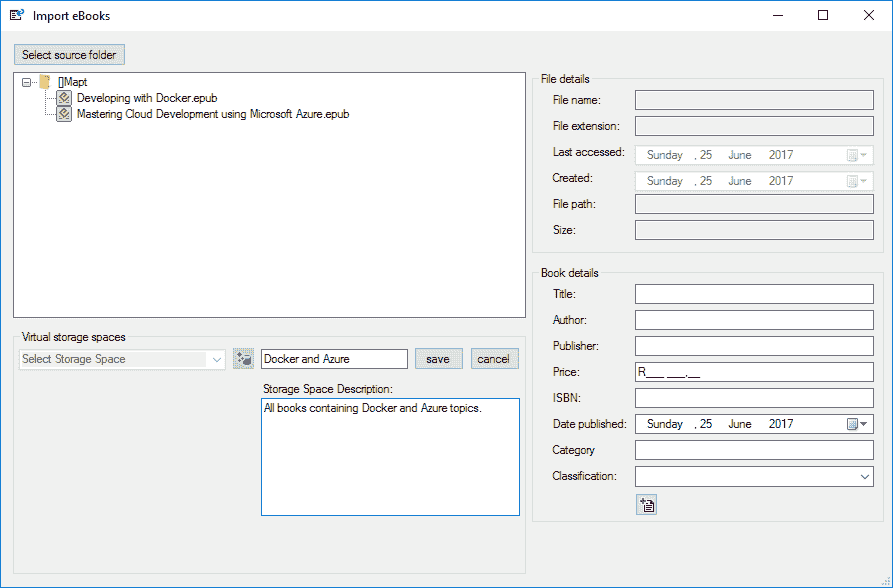 Import eBooks
Select source folder
[]Mapt
Developing with Docker.epub
Mastering Cloud Development using Microsoft Azure.epub
Virtual storage spaces
Select Storage Space
Docker and Azure
save
cancel
Storage Space Description:
All books containing Docker and Azure topics.
File details
File name:
File extension:
Last accessed: Sunday , 25 June 2017
Created: Sunday , 25 June 2017
File path:
Size:
Book details
Title:
Author:
Publisher:
Price: R___ ___.__
ISBN:
Date published: Sunday , 25 June 2017
Category
Classification: